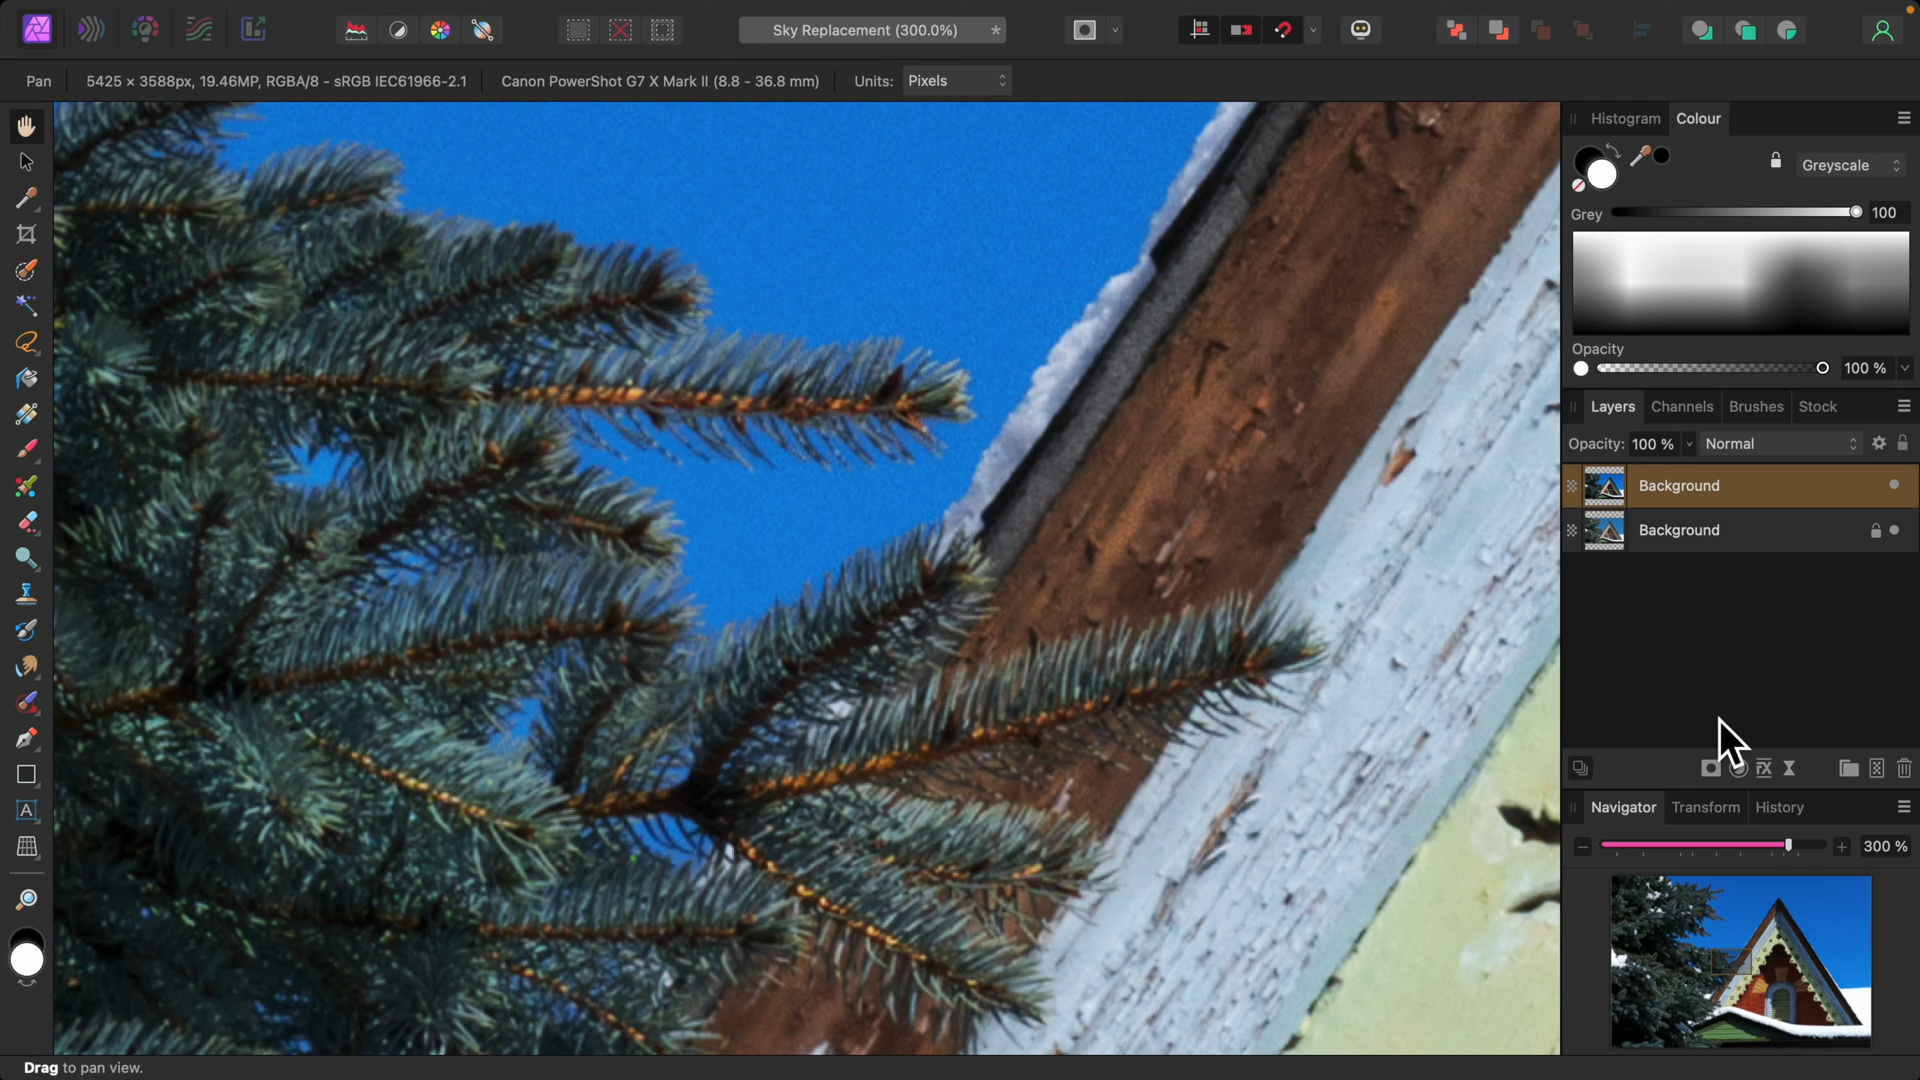 Sky Replacement (300.0%) *
Pan
5425 × 3588px, 19.46MP, RGBA/8 - sRGB IEC61966-2.1
Canon PowerShot G7 X Mark II (8.8 - 36.8 mm)
Units: Pixels
Histogram Colour
Greyscale
Grey 100
Opacity
100 %
Layers Channels Brushes Stock
Opacity: 100 % Normal
Background
Background
fx
Navigator Transform History
300 %
A
Drag to pan view.